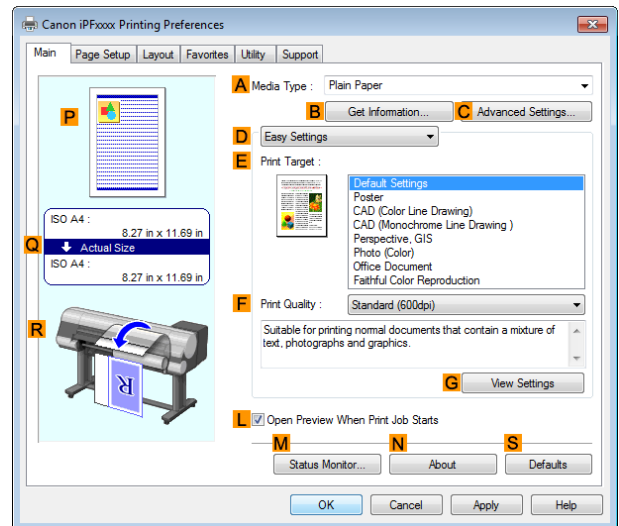 Canon iPFxxxx Printing Preferences
Main Page Setup Layout Favorites Utility Support
P
ISO A4 :
8.27 in x 11.69 in
Q Actual Size
ISO A4 :
8.27 in x 11.69 in
R
R
A Media Type : Plain Paper
B Get Information... C Advanced Settings...
D Easy Settings
E Print Target :
Default Settings
Poster
CAD (Color Line Drawing)
CAD (Monochrome Line Drawing )
Perspective, GIS
Photo (Color)
Office Document
Faithful Color Reproduction
F Print Quality : Standard (600dpi)
Suitable for printing normal documents that contain a mixture of
text, photographs and graphics.
G View Settings
L Open Preview When Print Job Starts
M N S
Status Monitor... About Defaults
OK Cancel Apply Help